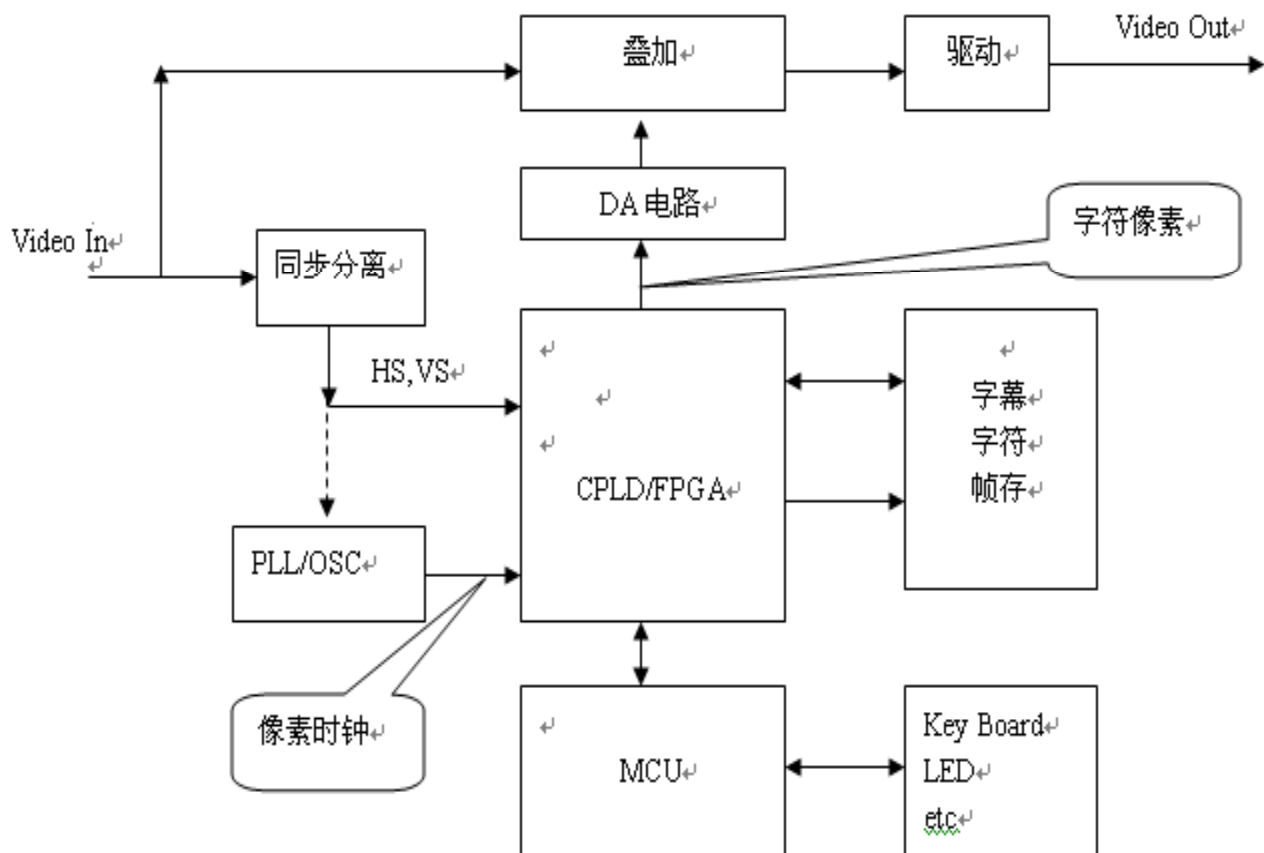 Video Out
叠加
驱动
DA 电路
字符像素
Video In
同步分离
HS,VS
字幕
字符
帧存
CPLD/FPGA
PLL/OSC
像素时钟
MCU
Key Board
LED
etc